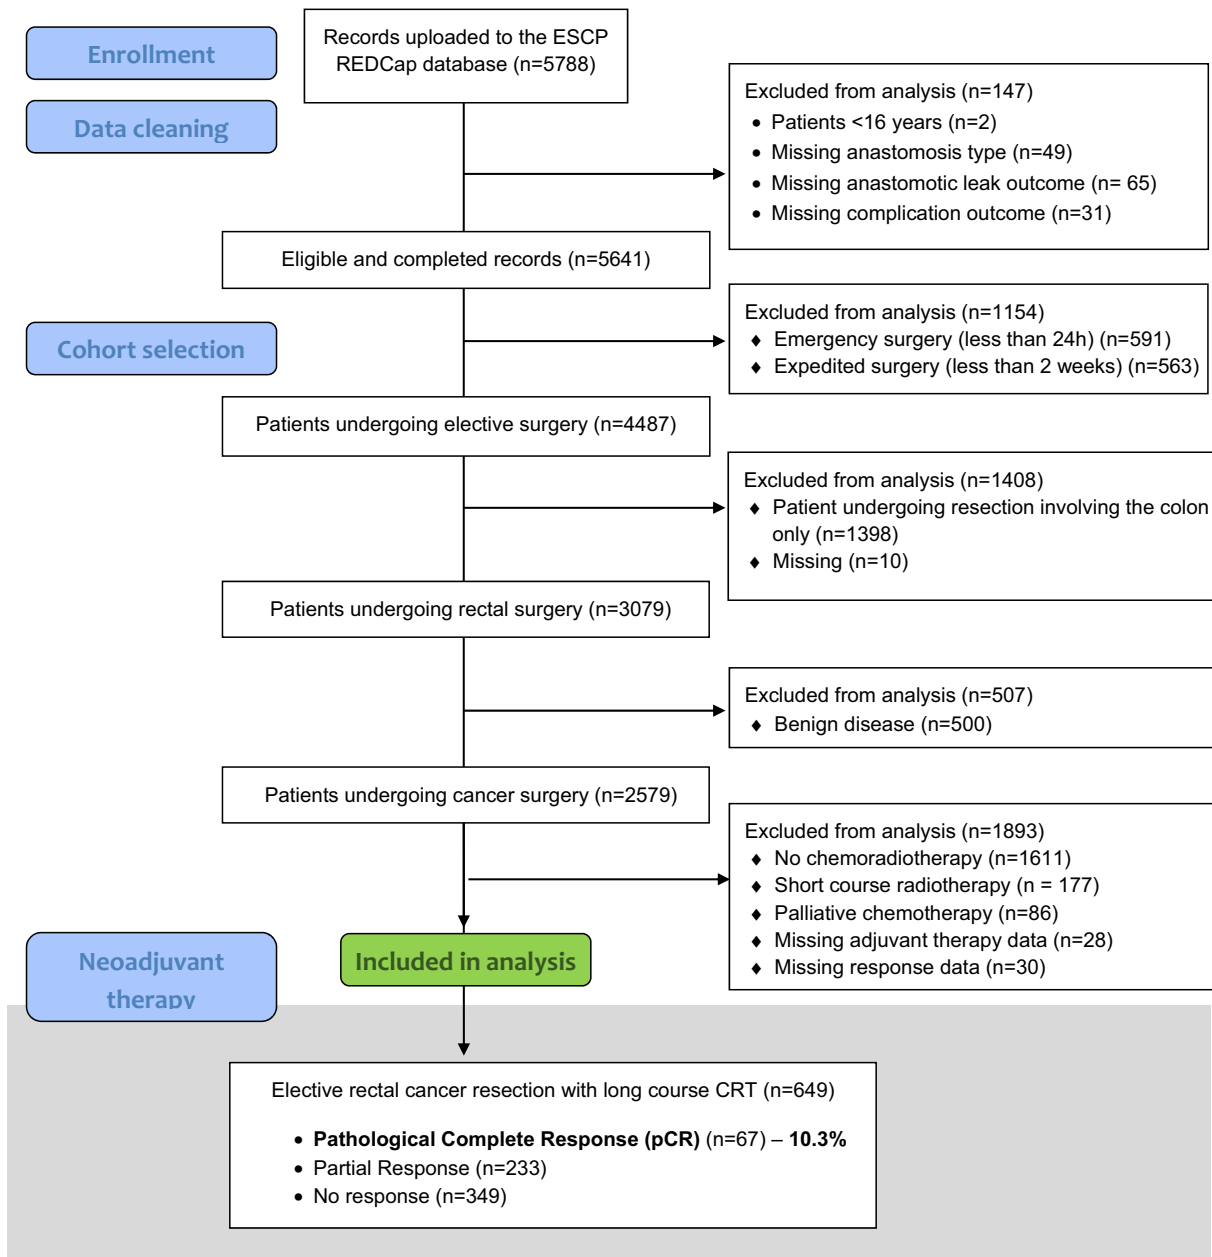 Enrollment
Records uploaded to the ESCP
REDCap database (n=5788)
Data cleaning
Excluded from analysis (n=147)
• Patients <16 years (n=2)
• Missing anastomosis type (n=49)
• Missing anastomotic leak outcome (n= 65)
• Missing complication outcome (n=31)
Eligible and completed records (n=5641)
Cohort selection
Excluded from analysis (n=1154)
♦ Emergency surgery (less than 24h) (n=591)
♦ Expedited surgery (less than 2 weeks) (n=563)
Patients undergoing elective surgery (n=4487)
Excluded from analysis (n=1408)
♦ Patient undergoing resection involving the colon
only (n=1398)
♦ Missing (n=10)
Patients undergoing rectal surgery (n=3079)
Excluded from analysis (n=507)
♦ Benign disease (n=500)
Patients undergoing cancer surgery (n=2579)
Excluded from analysis (n=1893)
♦ No chemoradiotherapy (n=1611)
♦ Short course radiotherapy (n = 177)
♦ Palliative chemotherapy (n=86)
♦ Missing adjuvant therapy data (n=28)
♦ Missing response data (n=30)
Neoadjuvant
therapy
Included in analysis
Elective rectal cancer resection with long course CRT (n=649)
• Pathological Complete Response (pCR) (n=67) – 10.3%
• Partial Response (n=233)
• No response (n=349)